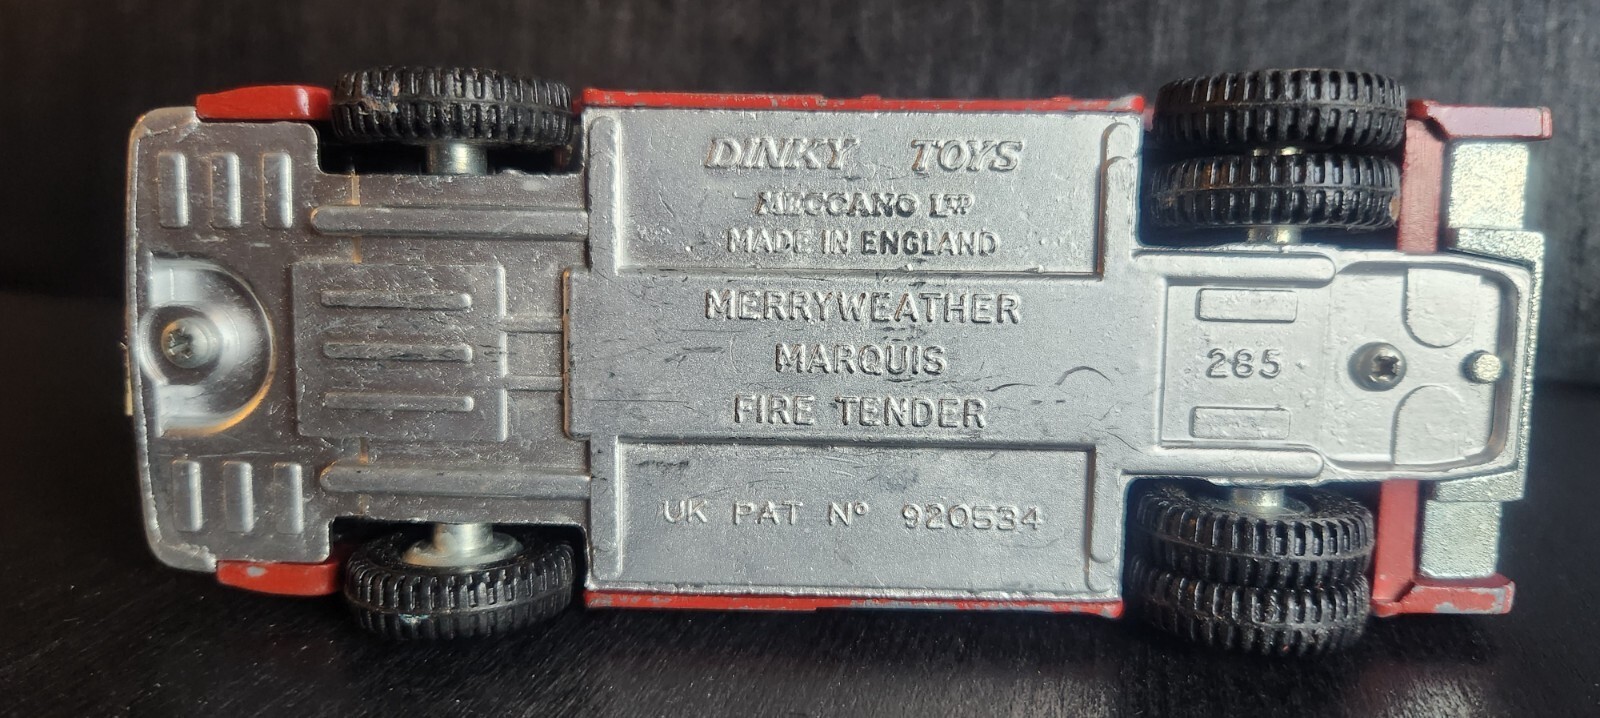 DINKY TOYS
MECCANO LTD
MADE IN ENGLAND
MERRYWEATHER
MARQUIS
FIRE TENDER
285
UK PAT Nº 920534